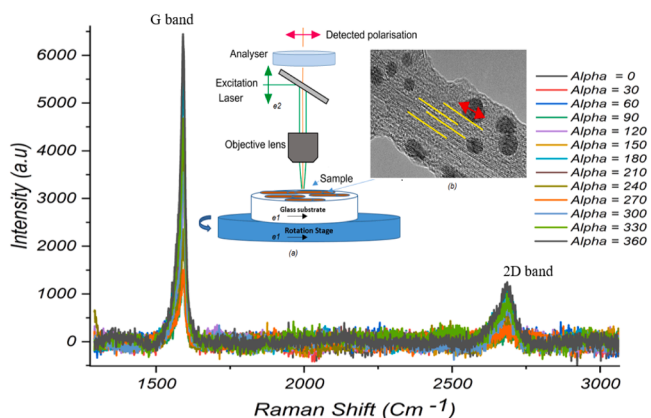 G band
Detected polarisation
Analyser
Excitation
Laser
ø2
Objective lens
Sample
Glass substrate
ø1
Rotation Stage
ø1
(a)
(b)
Alpha = 0
Alpha = 30
Alpha = 60
Alpha = 90
Alpha = 120
Alpha = 150
Alpha = 180
Alpha = 210
Alpha = 240
Alpha = 270
Alpha = 300
Alpha = 330
Alpha = 360
2D band
Intensity (a.u)
6000
5000
4000
3000
2000
1000
0
1500 2000 2500 3000
Raman Shift (Cm -1)